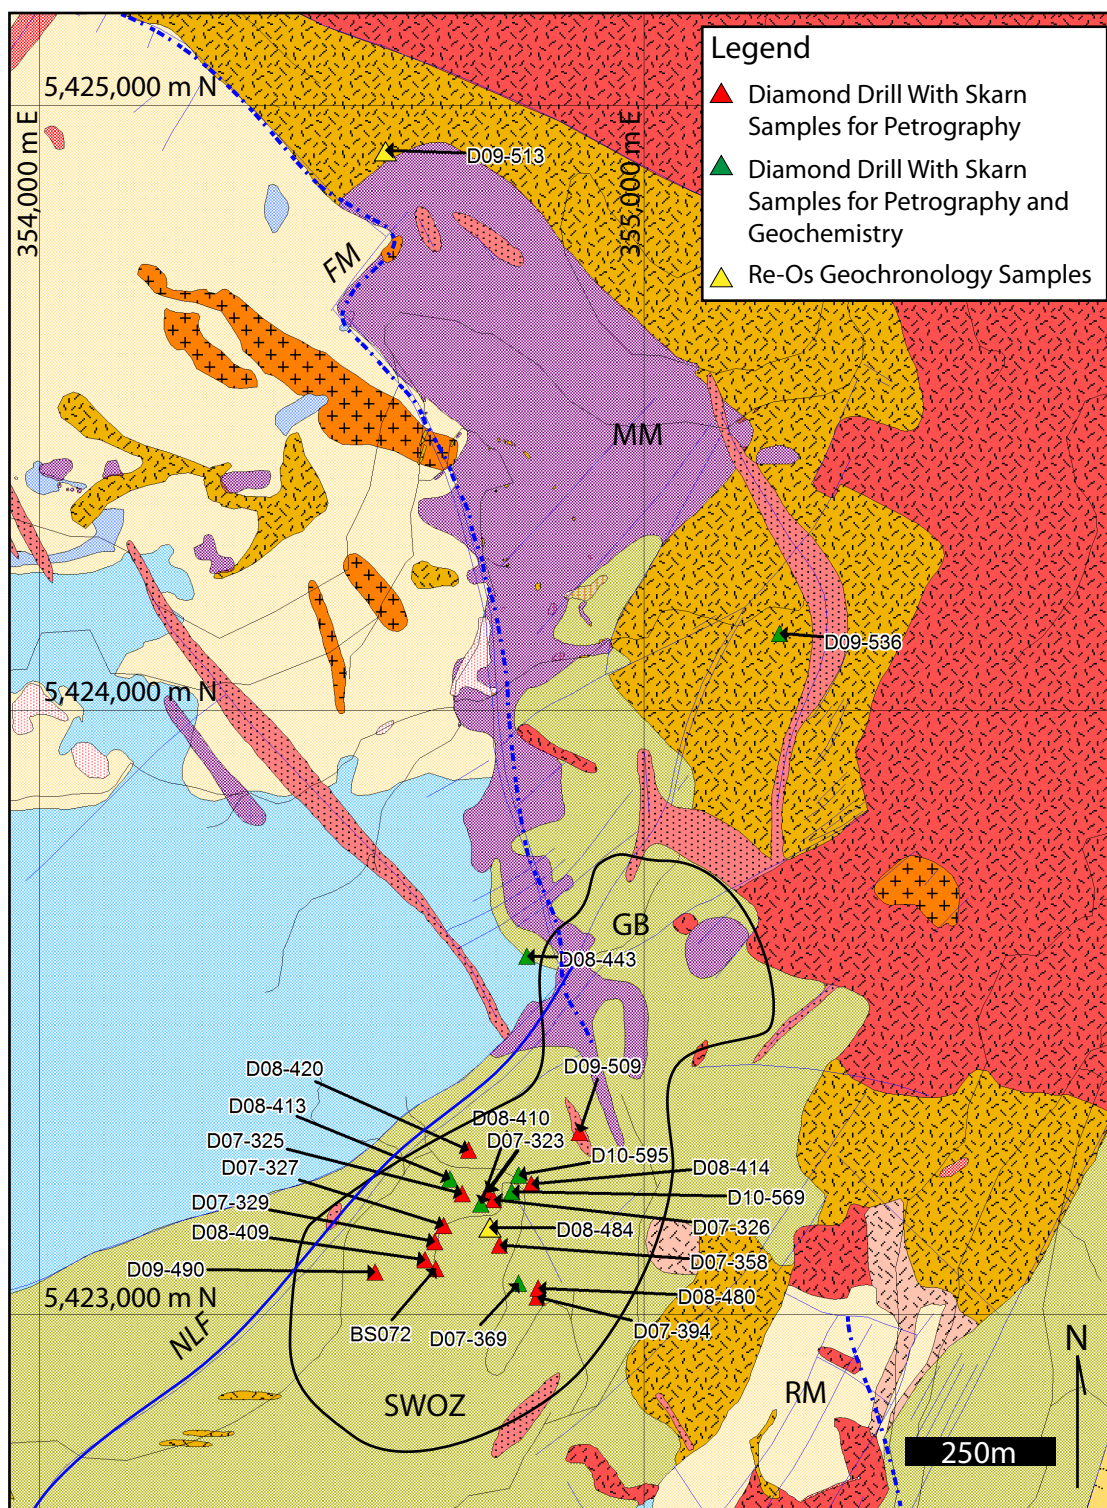 Legend
Diamond Drill With Skarn
Samples for Petrography
Diamond Drill With Skarn
Samples for Petrography and
Geochemistry
Re-Os Geochronology Samples
5,425,000 m N
354,000 m E
355,000 m E
D09-513
FM
MM
D09-536
5,424,000 m N
GB
D08-443
D08-420
D09-509
D08-413
D08-410
D07-325
D07-323
D10-595
D08-414
D07-327
D10-569
D07-329
D07-326
D08-409
D08-484
D07-358
D09-490
D08-480
5,423,000 m N
BS072
D07-369
D07-394
NLF
N
RM
SWOZ
250m